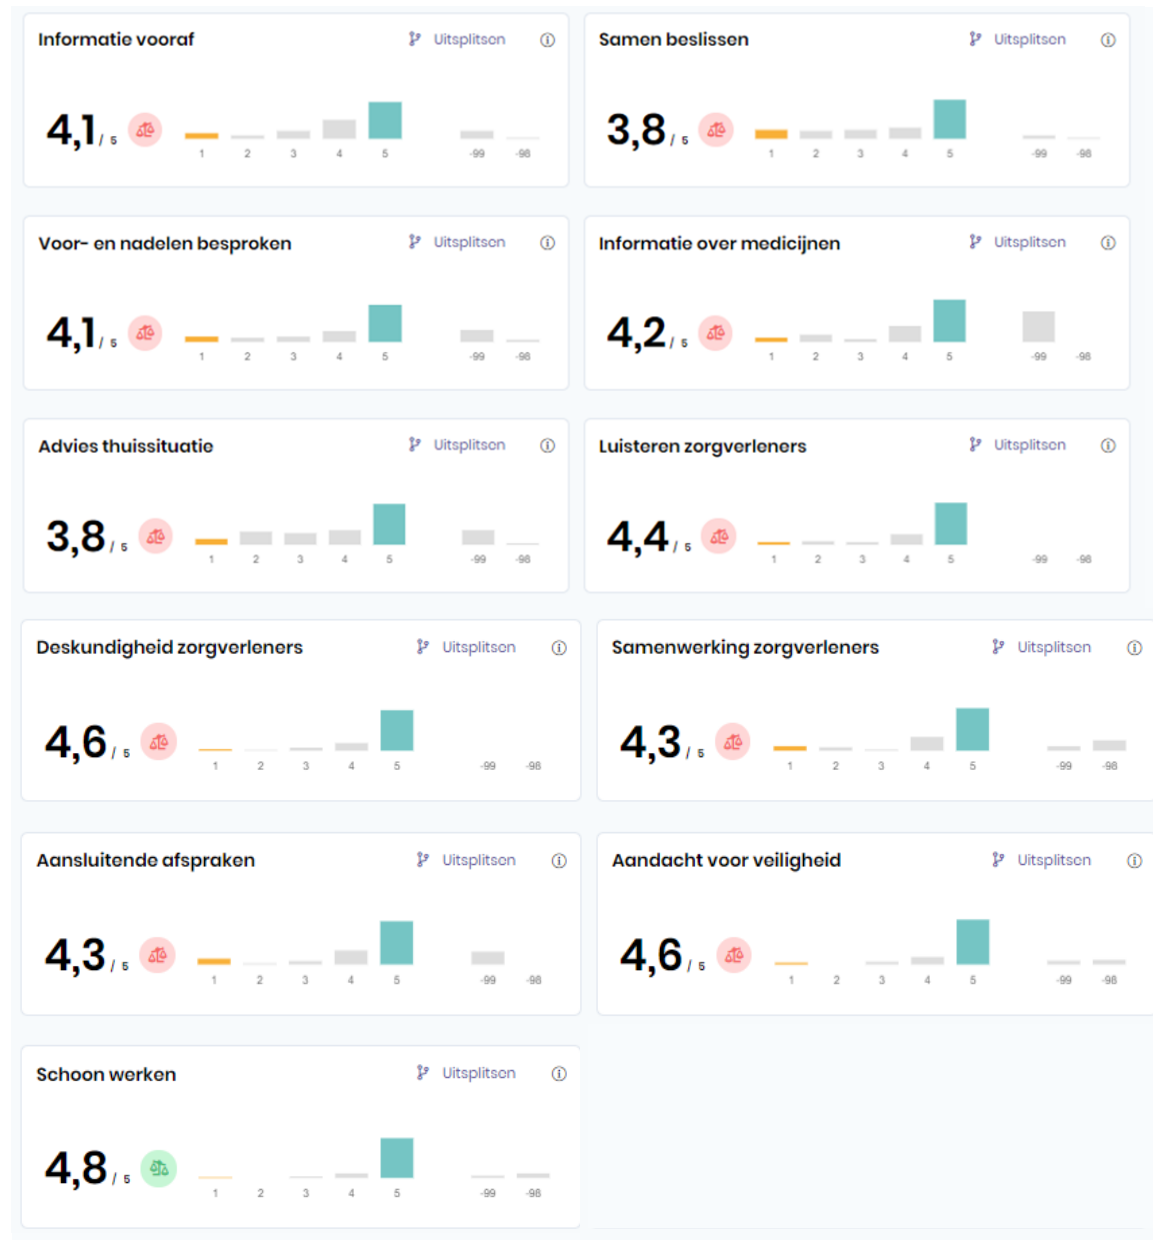 Informatie vooraf Uitsplitsen
4,1 / 5
1 2 3 4 5 -99 -98
Samen beslissen Uitsplitsen
3,8 / 5
1 2 3 4 5 -99 -98
Voor- en nadelen besproken Uitsplitsen
4,1 / 5
1 2 3 4 5 -99 -98
Informatie over medicijnen Uitsplitsen
4,2 / 5
1 2 3 4 5 -99 -98
Advies thuissituatie Uitsplitsen
3,8 / 5
1 2 3 4 5 -99 -98
Luisteren zorgverleners Uitsplitsen
4,4 / 5
1 2 3 4 5 -99 -98
Deskundigheid zorgverleners Uitsplitsen
4,6 / 5
1 2 3 4 5 -99 -98
Samenwerking zorgverleners Uitsplitsen
4,3 / 5
1 2 3 4 5 -99 -98
Aansluitende afspraken Uitsplitsen
4,3 / 5
1 2 3 4 5 -99 -98
Aandacht voor veiligheid Uitsplitsen
4,6 / 5
1 2 3 4 5 -99 -98
Schoon werken Uitsplitsen
4,8 / 5
1 2 3 4 5 -99 -98